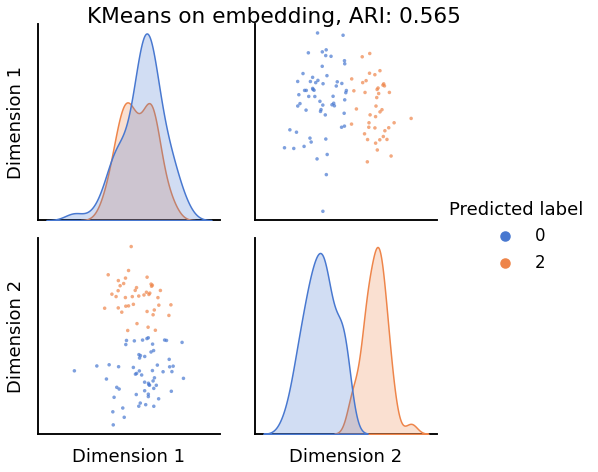 KMeans on embedding, ARI: 0.565
Dimension 1
Predicted label
0
2
Dimension 2
Dimension 1
Dimension 2